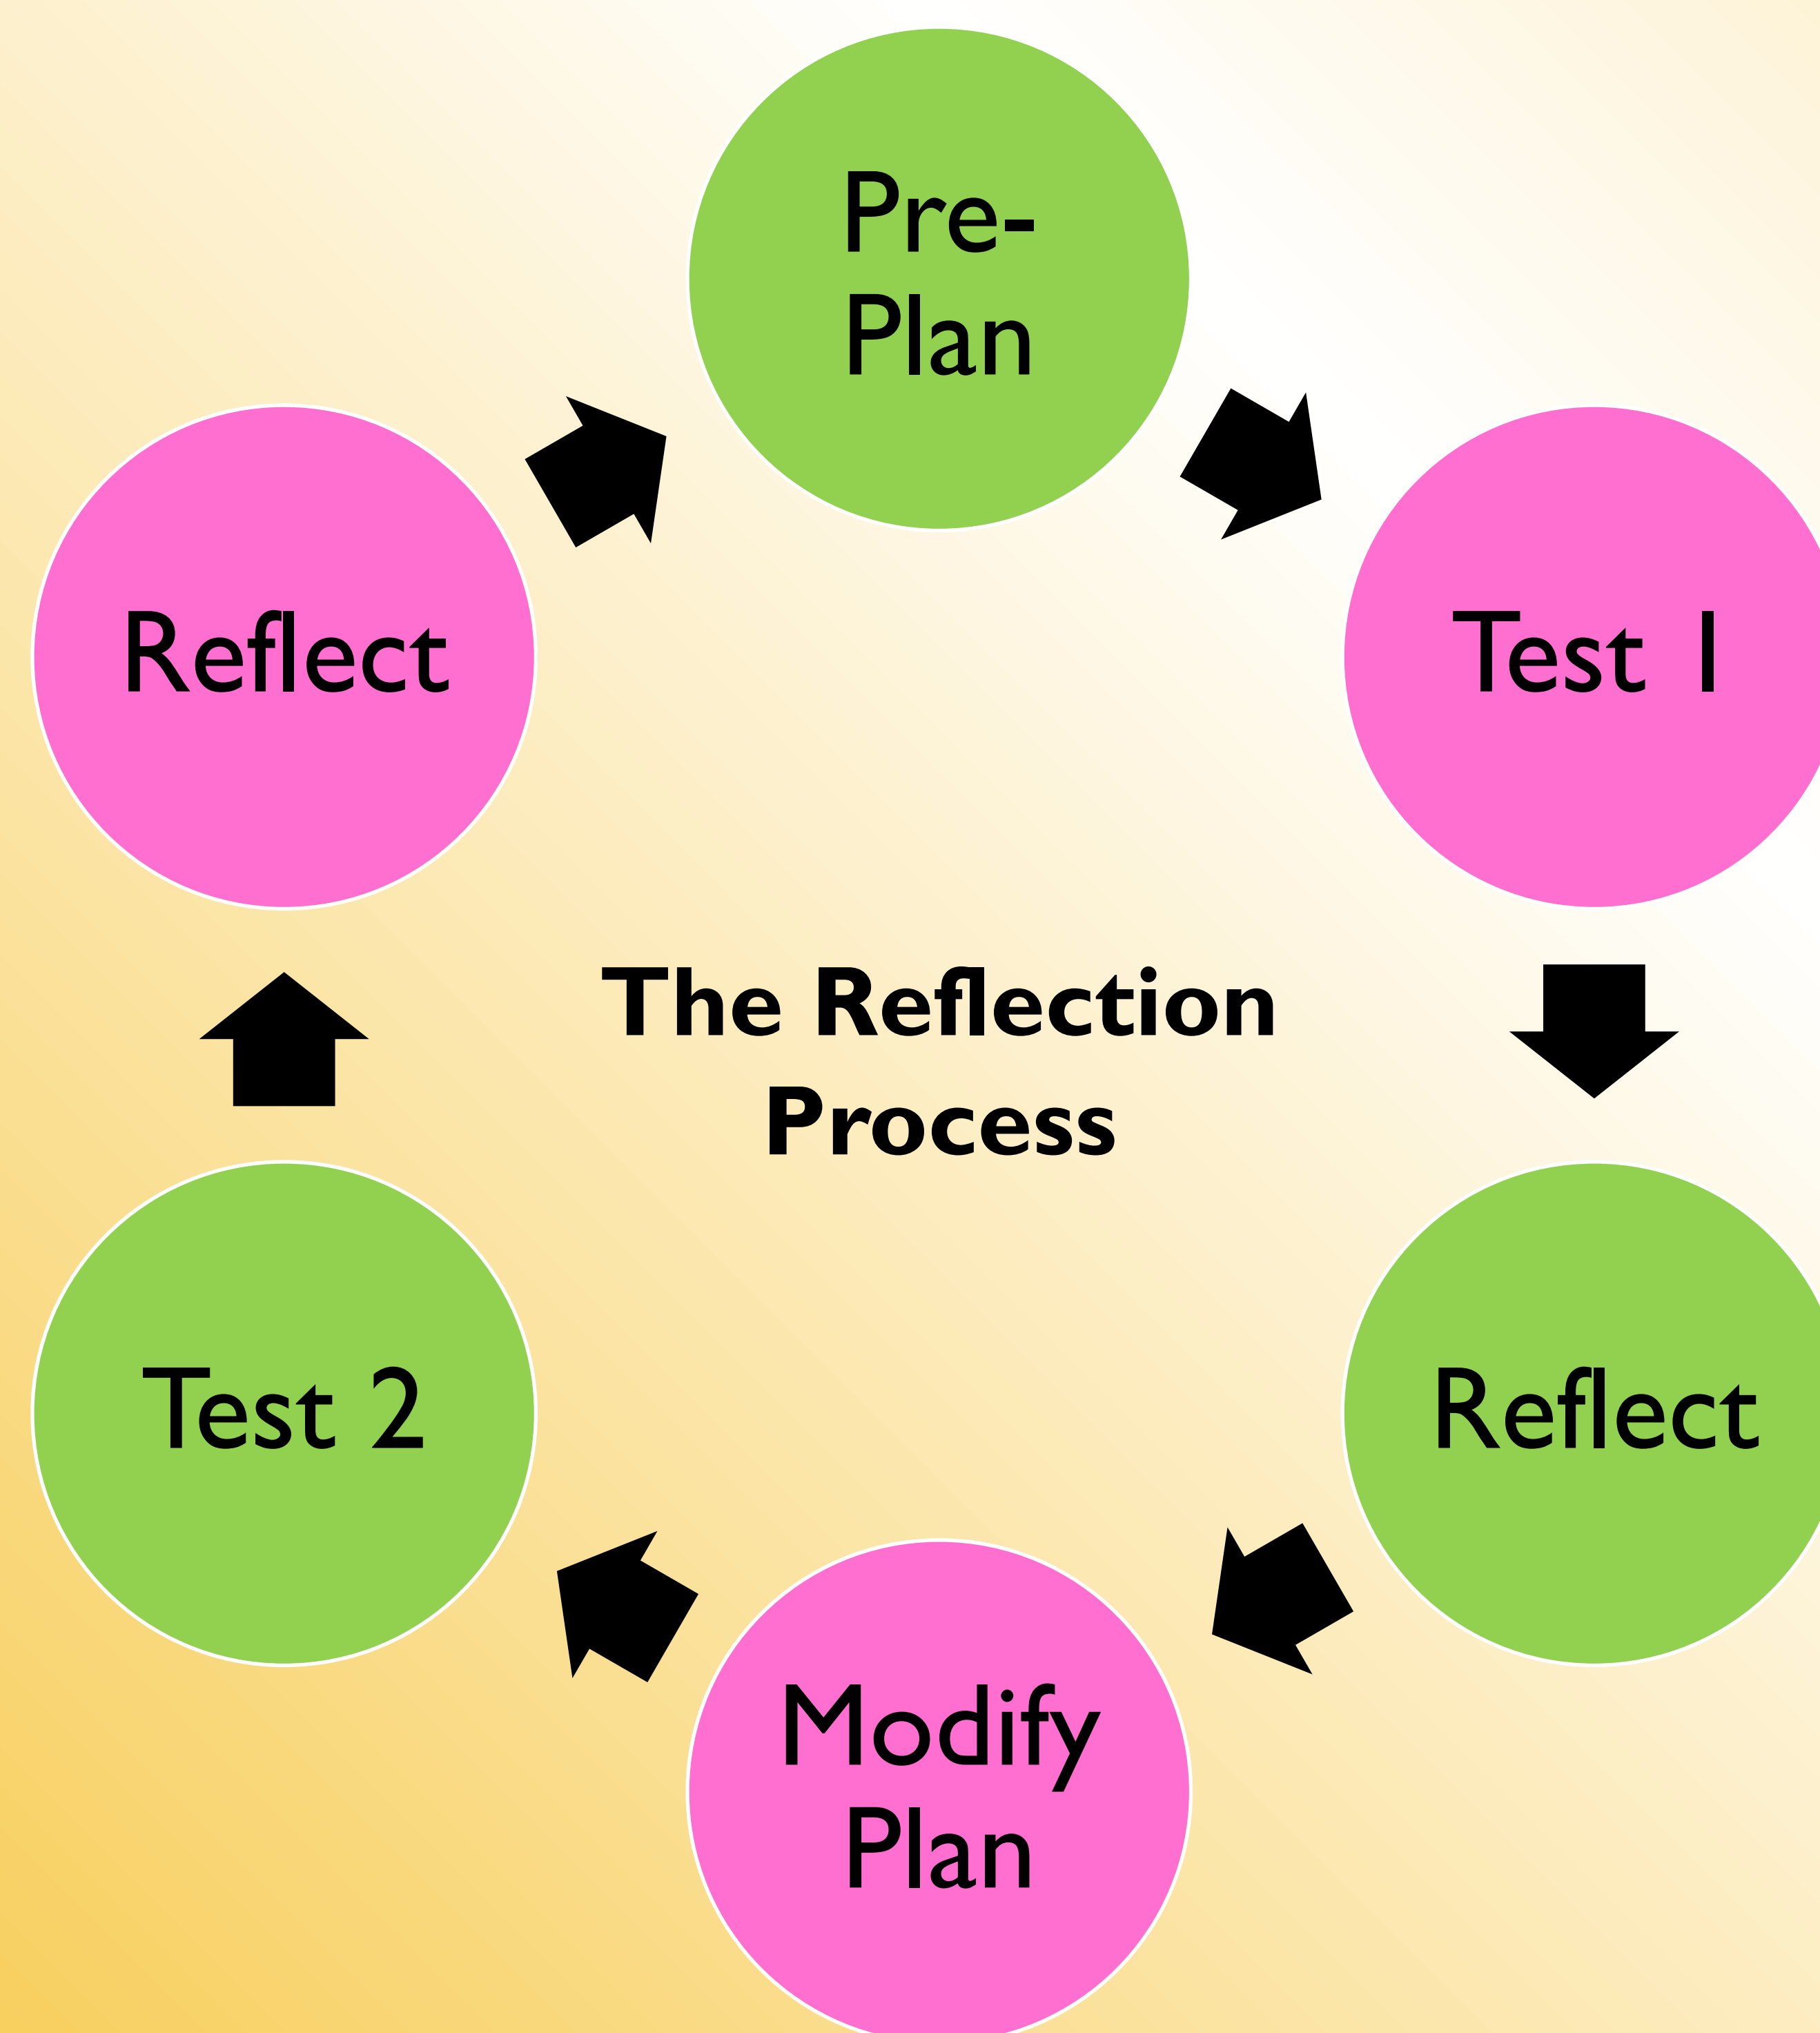 Pre-
Plan
Test 1
Reflect
Modify
Plan
Test 2
Reflect
The Reflection
Process